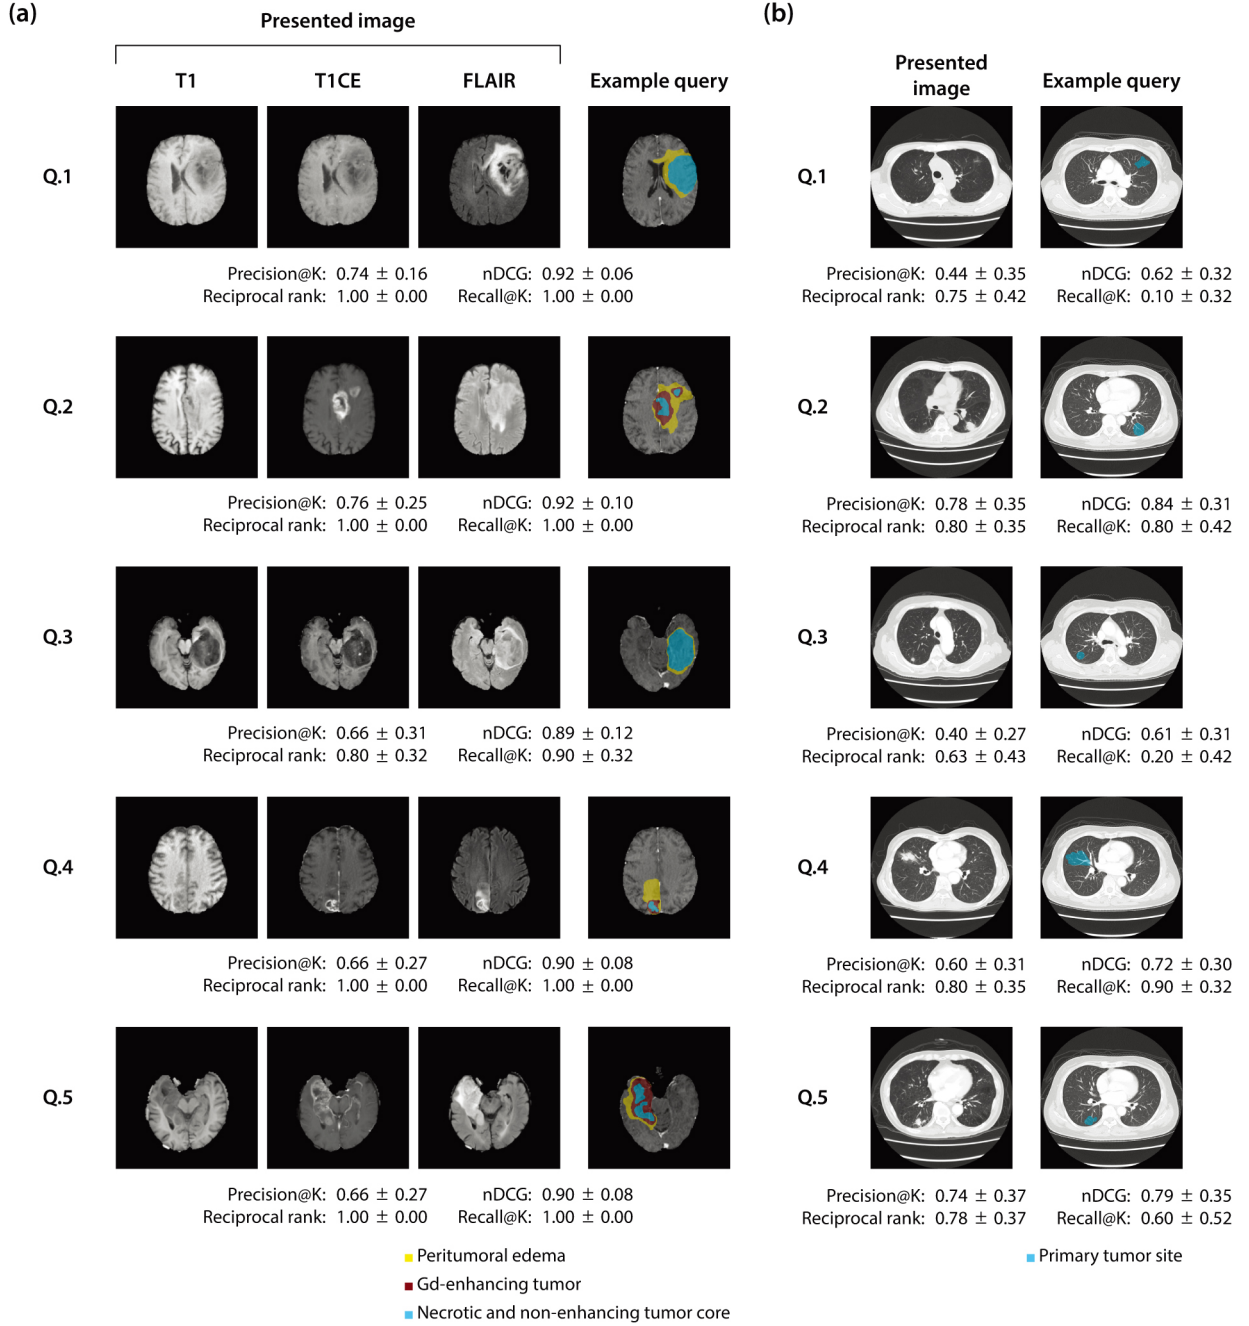 (a)
Presented image
T1 T1CE FLAIR Example query
Q.1
Precision@K: 0.74 ± 0.16 nDCG: 0.92 ± 0.06
Reciprocal rank: 1.00 ± 0.00 Recall@K: 1.00 ± 0.00
Q.2
Precision@K: 0.76 ± 0.25 nDCG: 0.92 ± 0.10
Reciprocal rank: 1.00 ± 0.00 Recall@K: 1.00 ± 0.00
Q.3
Precision@K: 0.66 ± 0.31 nDCG: 0.89 ± 0.12
Reciprocal rank: 0.80 ± 0.32 Recall@K: 0.90 ± 0.32
Q.4
Precision@K: 0.66 ± 0.27 nDCG: 0.90 ± 0.08
Reciprocal rank: 1.00 ± 0.00 Recall@K: 1.00 ± 0.00
Q.5
Precision@K: 0.66 ± 0.27 nDCG: 0.90 ± 0.08
Reciprocal rank: 1.00 ± 0.00 Recall@K: 1.00 ± 0.00
Peritumoral edema
Gd-enhancing tumor
Necrotic and non-enhancing tumor core
(b)
Presented
image
Example query
Q.1
Precision@K: 0.44 ± 0.35 nDCG: 0.62 ± 0.32
Reciprocal rank: 0.75 ± 0.42 Recall@K: 0.10 ± 0.32
Q.2
Precision@K: 0.78 ± 0.35 nDCG: 0.84 ± 0.31
Reciprocal rank: 0.80 ± 0.35 Recall@K: 0.80 ± 0.42
Q.3
Precision@K: 0.40 ± 0.27 nDCG: 0.61 ± 0.31
Reciprocal rank: 0.63 ± 0.43 Recall@K: 0.20 ± 0.42
Q.4
Precision@K: 0.60 ± 0.31 nDCG: 0.72 ± 0.30
Reciprocal rank: 0.80 ± 0.35 Recall@K: 0.90 ± 0.32
Q.5
Precision@K: 0.74 ± 0.37 nDCG: 0.79 ± 0.35
Reciprocal rank: 0.78 ± 0.37 Recall@K: 0.60 ± 0.52
Primary tumor site